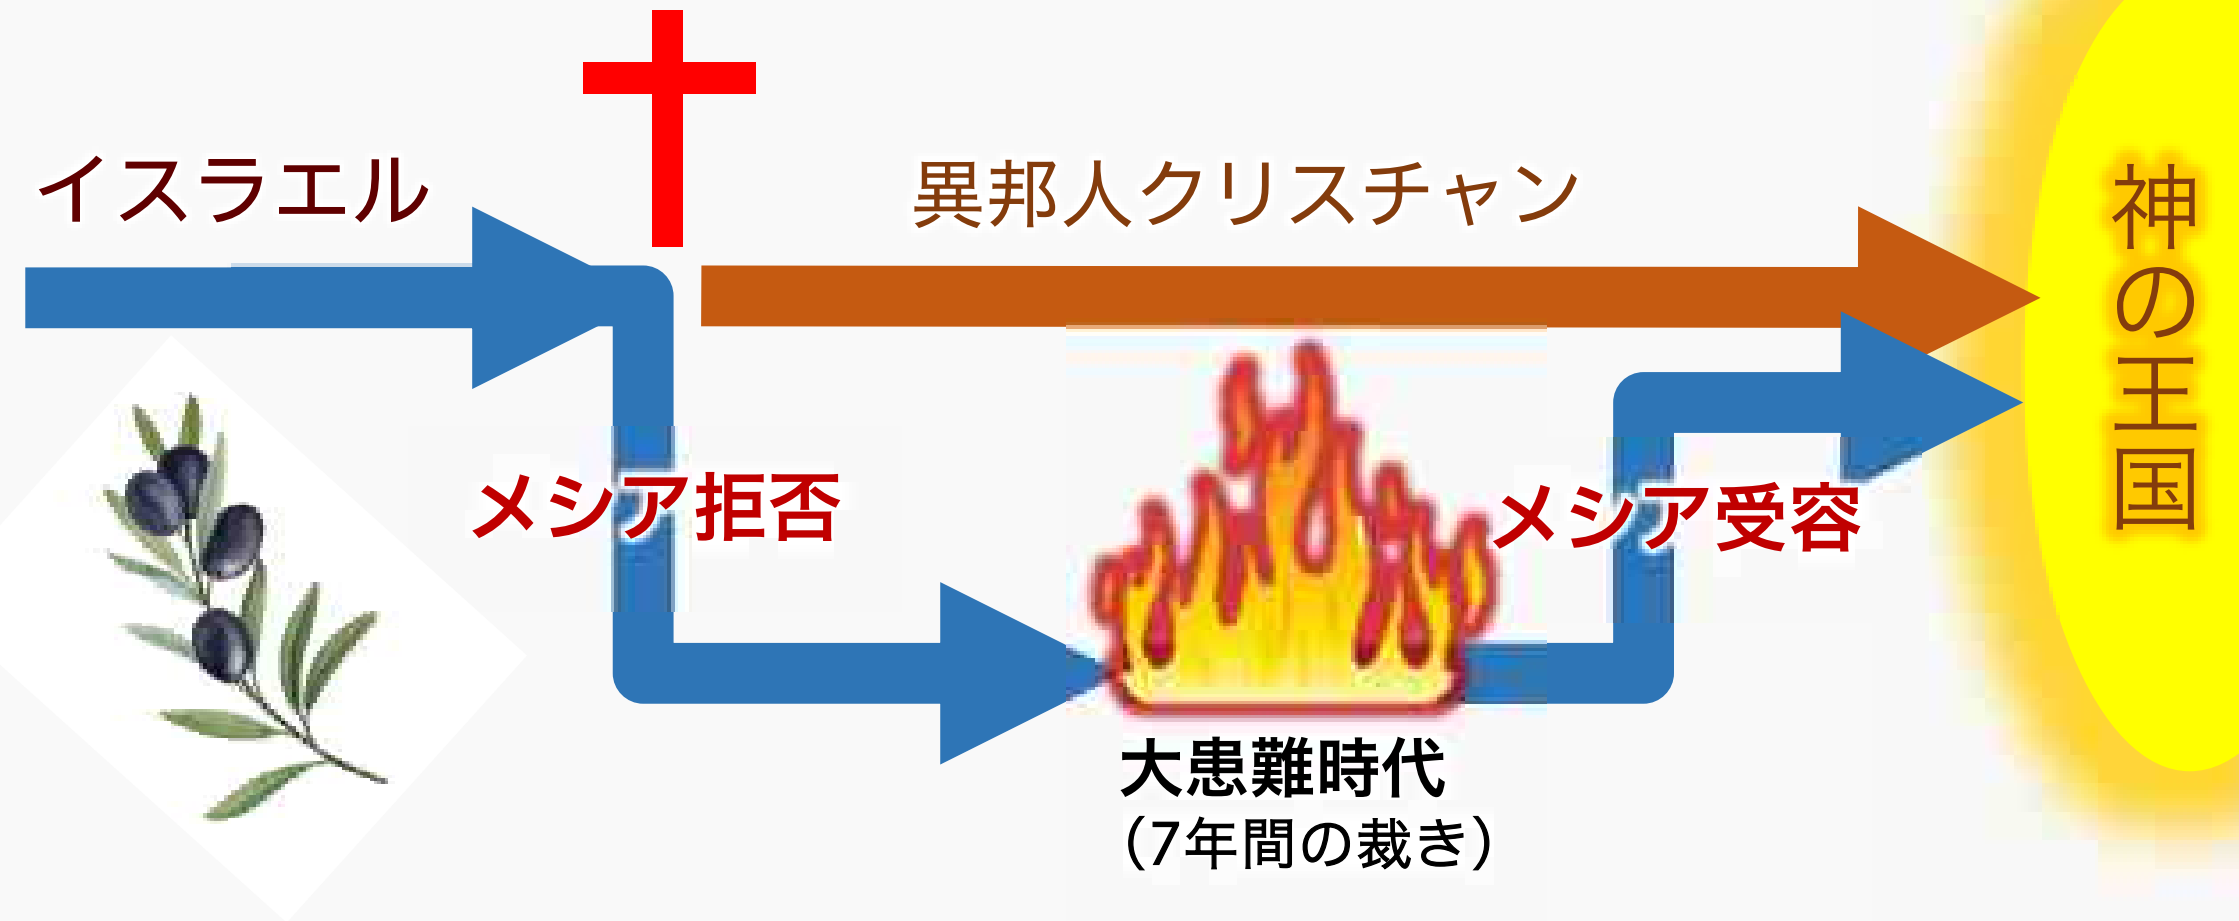 イスラエル
異邦人クリスチャン
神の王国
メシア拒否
メシア受容
大患難時代
（7年間の裁き）